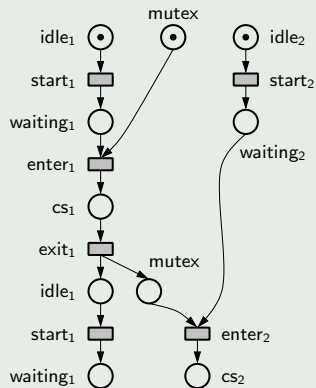 mutex
idle₁
idle₂
start₁
start₂
waiting₁
waiting₂
enter₁
cs₁
exit₁
mutex
idle₁
start₁
enter₂
waiting₁
cs₂